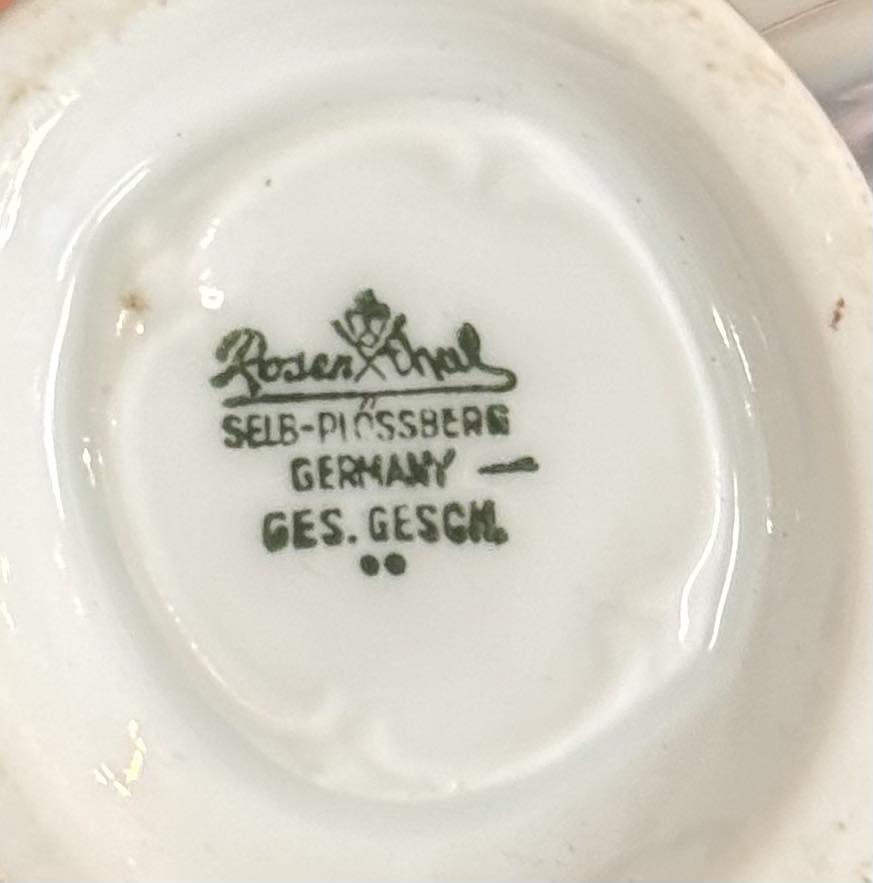 Rosenthal
SELB-PLÖSSBERG
GERMANY –
GES. GESCH.